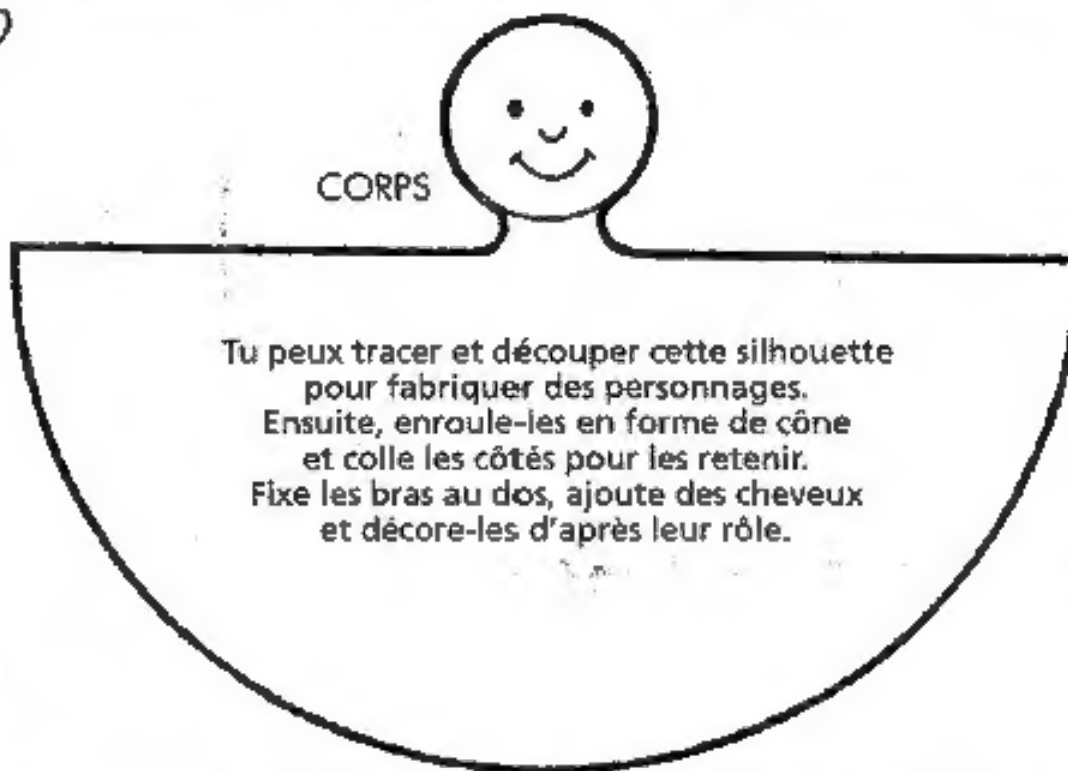 CORPS
Tu peux tracer et découper cette silhouette
pour fabriquer des personnages.
Ensuite, enroule-les en forme de cône
et colle les côtés pour les retenir.
Fixe les bras au dos, ajoute des cheveux
et décore-les d'après leur rôle.